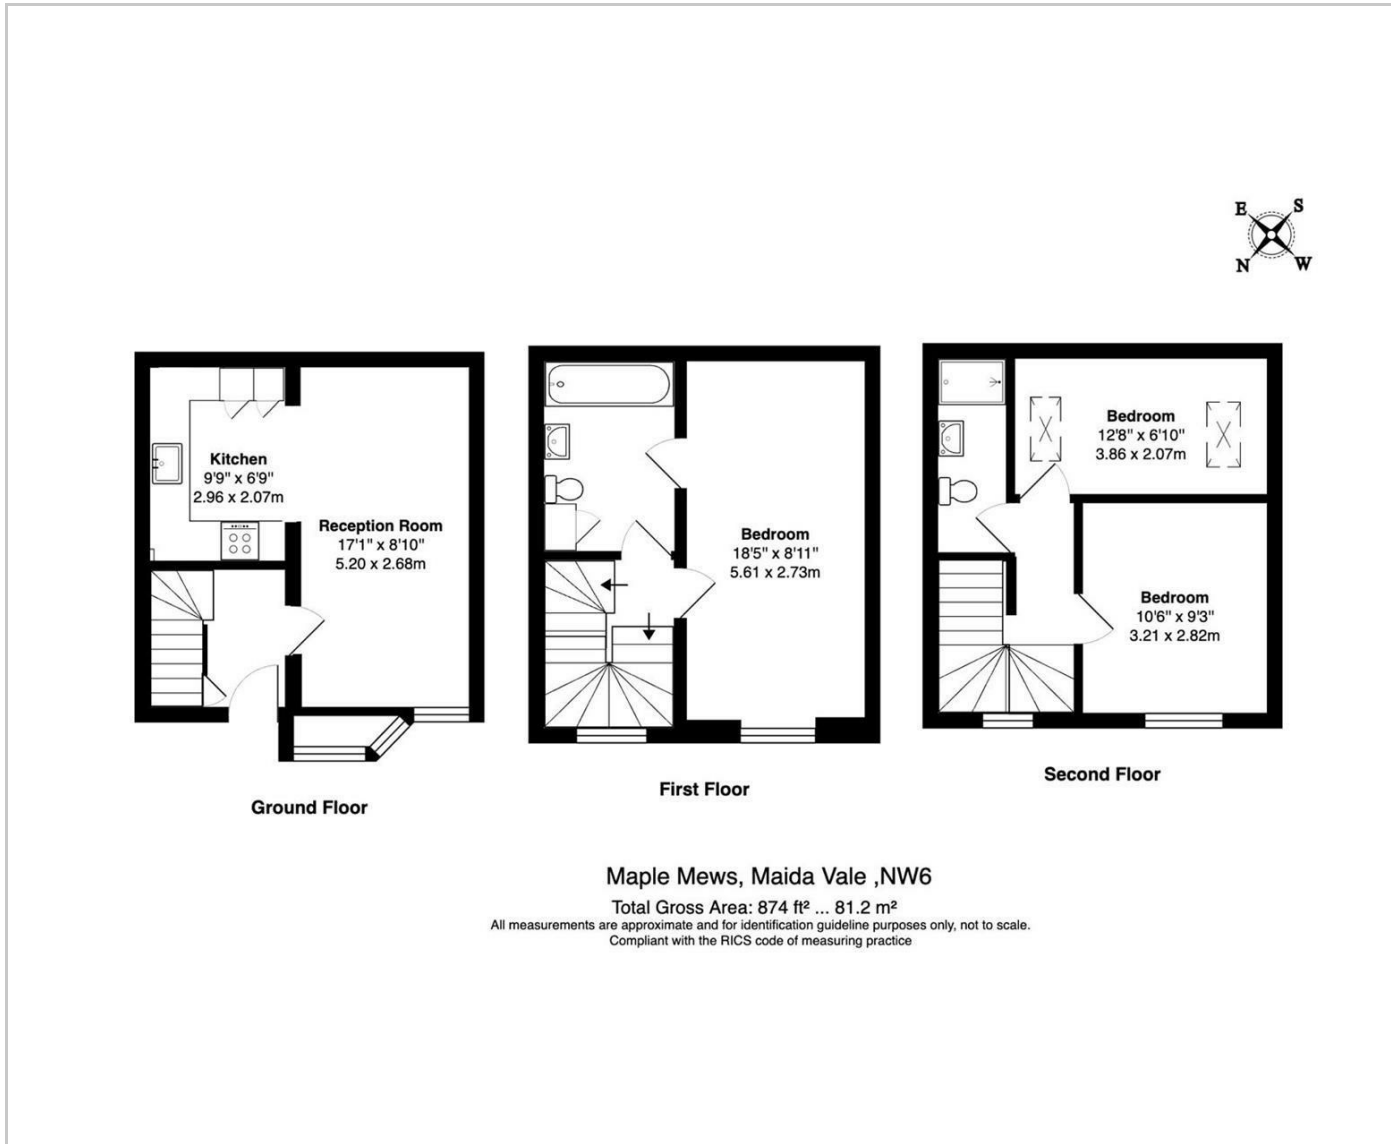 E S
N W
Kitchen
9'9" x 6'9"
2.96 x 2.07m
Reception Room
17'1" x 8'10"
5.20 x 2.68m
Ground Floor
Bedroom
18'5" x 8'11"
5.61 x 2.73m
First Floor
Bedroom
12'8" x 6'10"
3.86 x 2.07m
Bedroom
10'6" x 9'3"
3.21 x 2.82m
Second Floor
Maple Mews, Maida Vale ,NW6
Total Gross Area: 874 ft² ... 81.2 m²
All measurements are approximate and for identification guideline purposes only, not to scale.
Compliant with the RICS code of measuring practice